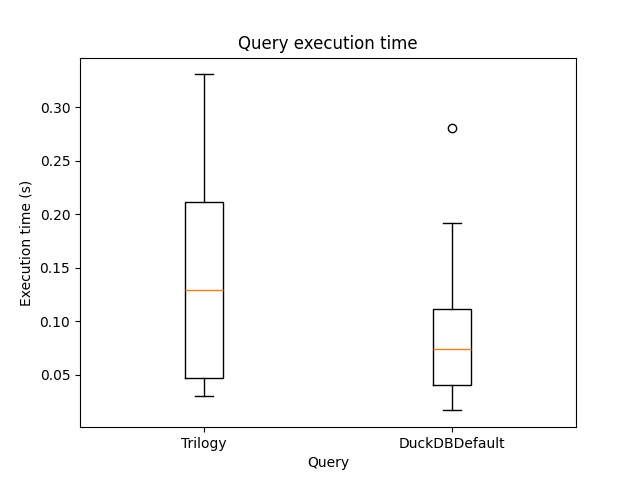 Query execution time
Execution time (s)
0.30
0.25
0.20
0.15
0.10
0.05
Trilogy
DuckDBDefault
Query